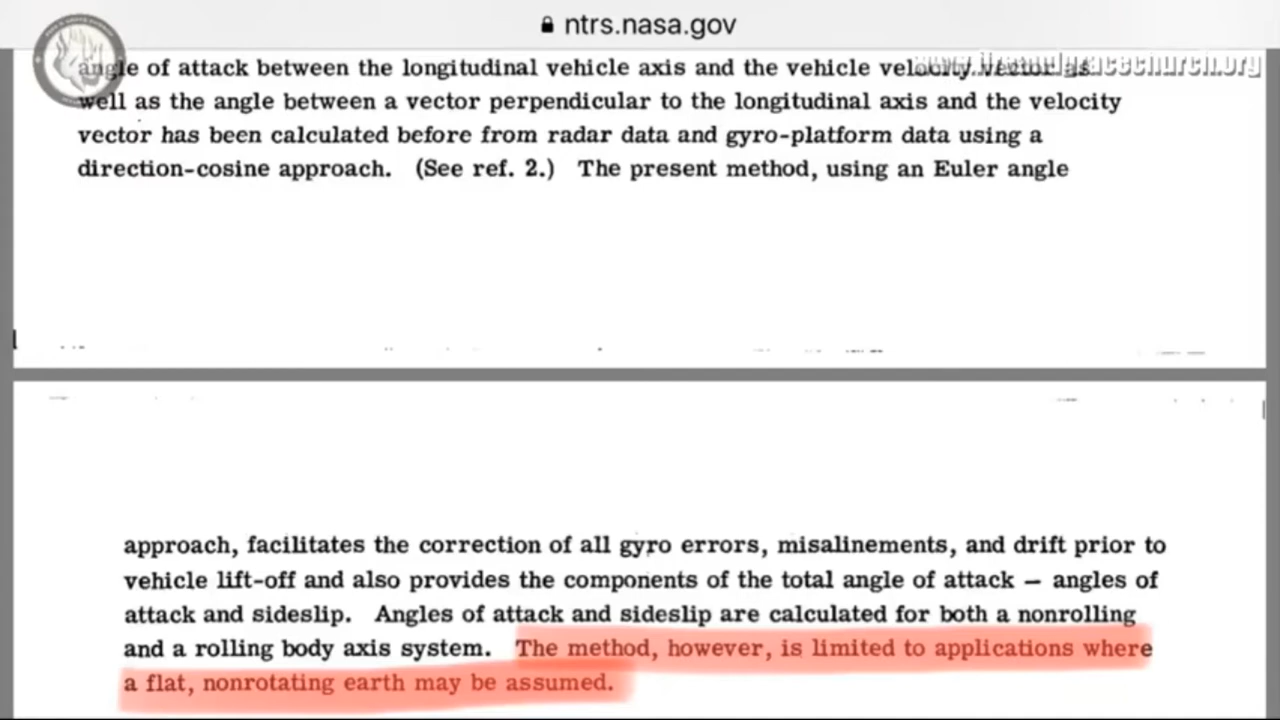 ntrs.nasa.gov
angle of attack between the longitudinal vehicle axis and the vehicle velocity vector as
well as the angle between a vector perpendicular to the longitudinal axis and the velocity
vector has been calculated before from radar data and gyro-platform data using a
direction-cosine approach. (See ref. 2.) The present method, using an Euler angle
approach, facilitates the correction of all gyro errors, misalinements, and drift prior to
vehicle lift-off and also provides the components of the total angle of attack — angles of
attack and sideslip. Angles of attack and sideslip are calculated for both a nonrolling
and a rolling body axis system. The method, however, is limited to applications where
a flat, nonrotating earth may be assumed.